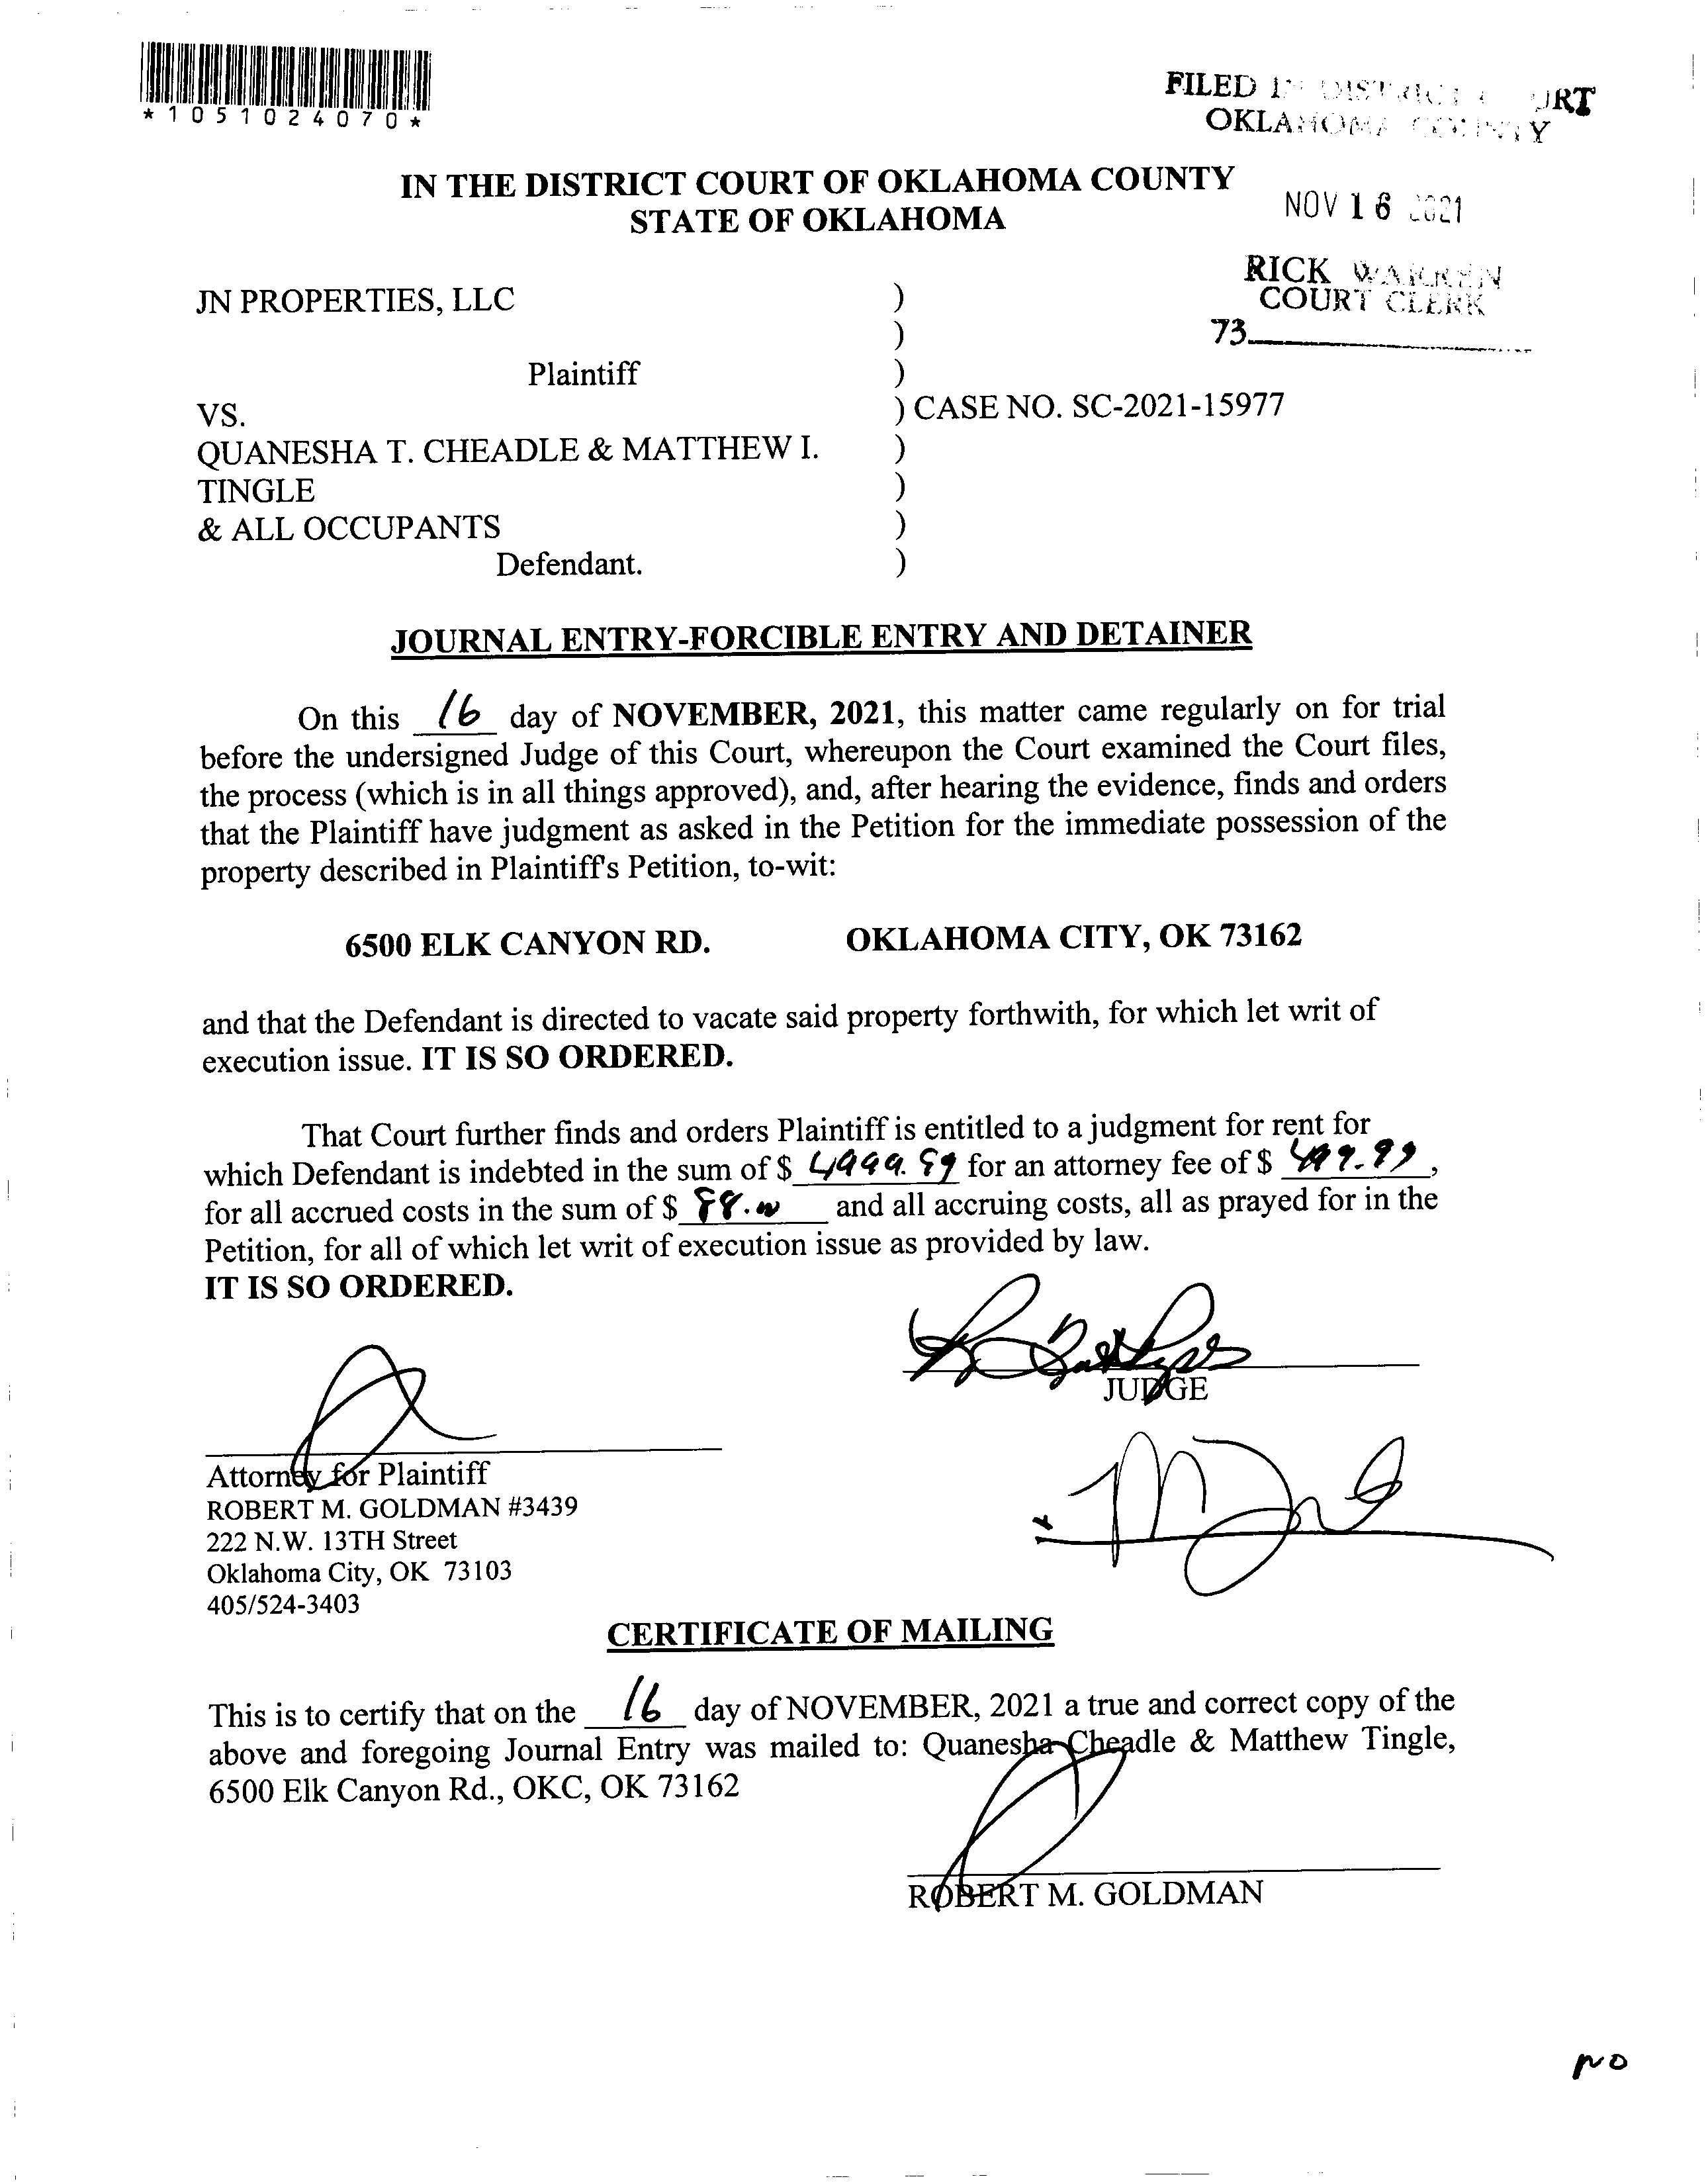 *1051024070*
FILED IN DISTRICT COURT
OKLAHOMA COUNTY
IN THE DISTRICT COURT OF OKLAHOMA COUNTY
STATE OF OKLAHOMA
NOV 16 2021
RICK WARREN
COURT CLERK
73
JN PROPERTIES, LLC )
)
Plaintiff )
VS. ) CASE NO. SC-2021-15977
QUANESHA T. CHEADLE & MATTHEW I. )
TINGLE )
& ALL OCCUPANTS )
Defendant. )
JOURNAL ENTRY-FORCIBLE ENTRY AND DETAINER
On this 16 day of NOVEMBER, 2021, this matter came regularly on for trial
before the undersigned Judge of this Court, whereupon the Court examined the Court files,
the process (which is in all things approved), and, after hearing the evidence, finds and orders
that the Plaintiff have judgment as asked in the Petition for the immediate possession of the
property described in Plaintiff's Petition, to-wit:
6500 ELK CANYON RD. OKLAHOMA CITY, OK 73162
and that the Defendant is directed to vacate said property forthwith, for which let writ of
execution issue. IT IS SO ORDERED.
That Court further finds and orders Plaintiff is entitled to a judgment for rent for
which Defendant is indebted in the sum of $ for an attorney fee of $ ,
for all accrued costs in the sum of $ and all accruing costs, all as prayed for in the
Petition, for all of which let writ of execution issue as provided by law.
IT IS SO ORDERED.
JUDGE
Attorney for Plaintiff
ROBERT M. GOLDMAN #3439
222 N.W. 13TH Street
Oklahoma City, OK 73103
405/524-3403
CERTIFICATE OF MAILING
This is to certify that on the 16 day of NOVEMBER, 2021 a true and correct copy of the
above and foregoing Journal Entry was mailed to: Quanesha Cheadle & Matthew Tingle,
6500 Elk Canyon Rd., OKC, OK 73162
ROBERT M. GOLDMAN